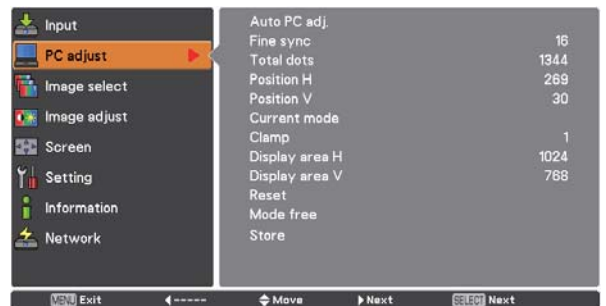 Input
PC adjust
Image select
Image adjust
Screen
Setting
Information
Network
Auto PC adj.
Fine sync 16
Total dots 1344
Position H 269
Position V 30
Current mode
Clamp 1
Display area H 1024
Display area V 768
Reset
Mode free
Store
MENU Exit ----- Move Next SELECT Next